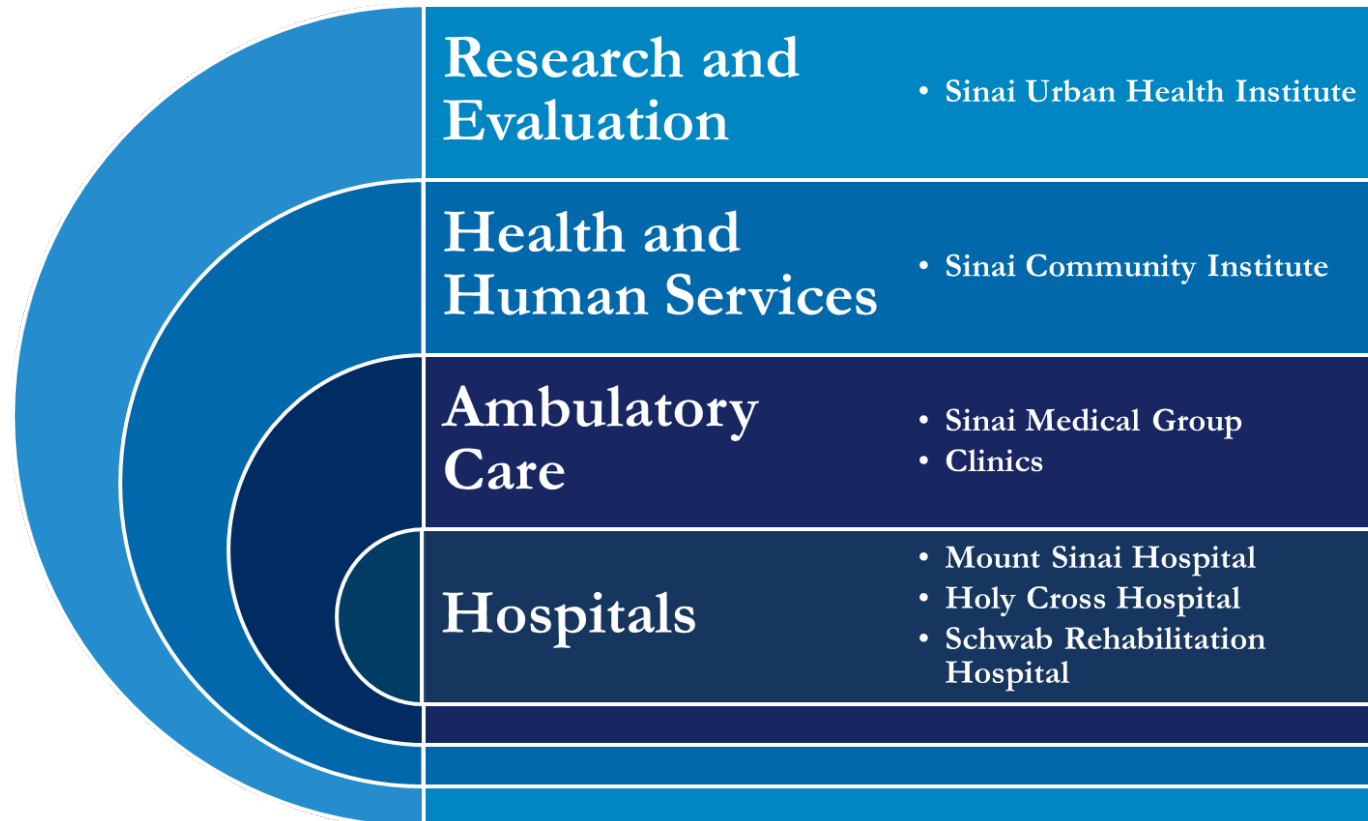 Research and
Evaluation
• Sinai Urban Health Institute
Health and
Human Services
• Sinai Community Institute
Ambulatory
Care
• Sinai Medical Group
• Clinics
Hospitals
• Mount Sinai Hospital
• Holy Cross Hospital
• Schwab Rehabilitation
Hospital